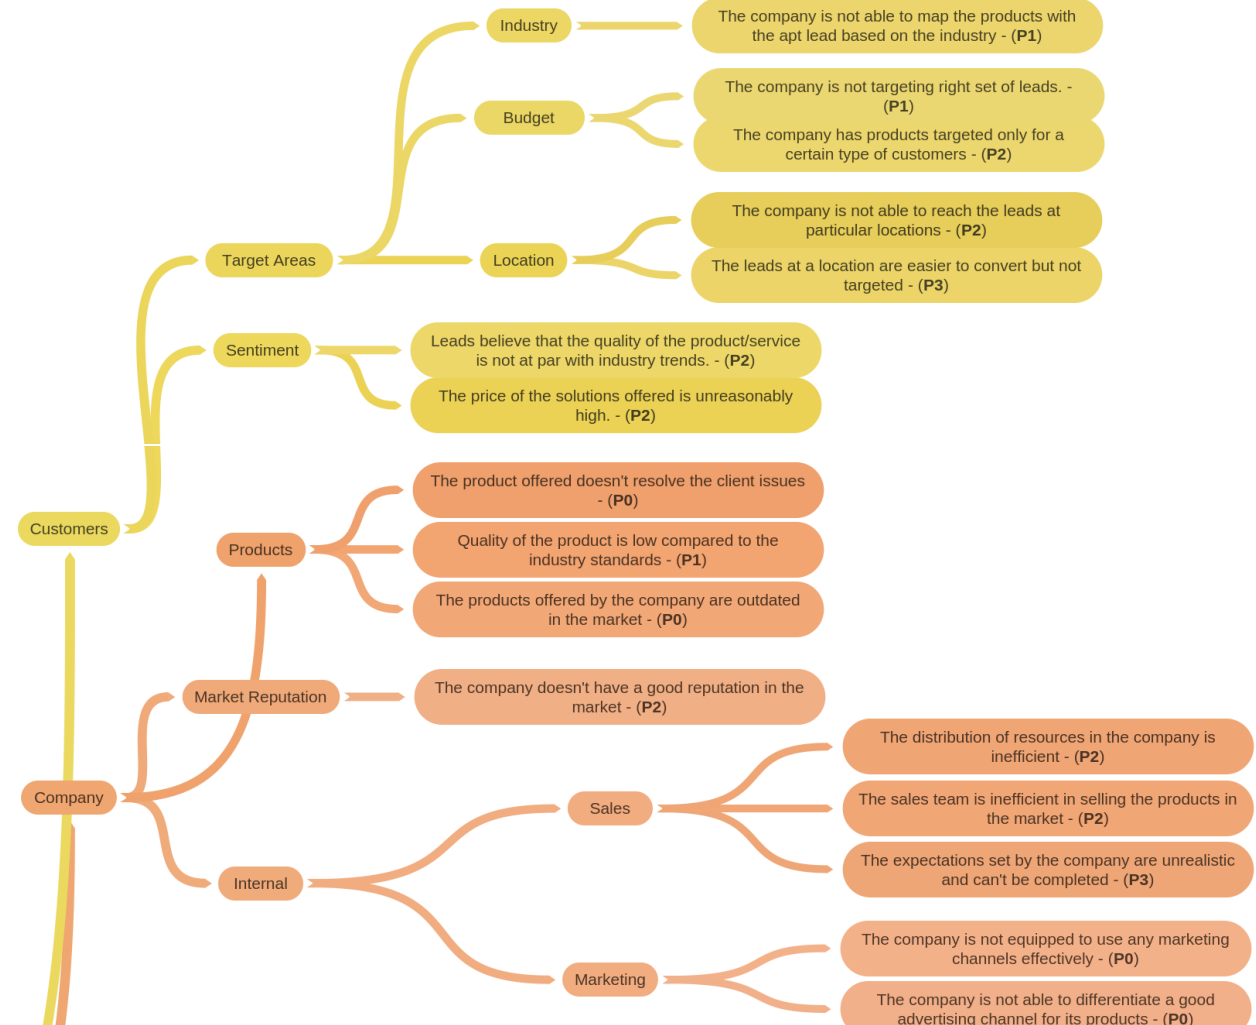 Industry
The company is not able to map the products with
the apt lead based on the industry - (P1)
Budget
The company is not targeting right set of leads. -
(P1)
The company has products targeted only for a
certain type of customers - (P2)
Target Areas
Location
The company is not able to reach the leads at
particular locations - (P2)
The leads at a location are easier to convert but not
targeted - (P3)
Sentiment
Leads believe that the quality of the product/service
is not at par with industry trends. - (P2)
The price of the solutions offered is unreasonably
high. - (P2)
Customers
Products
The product offered doesn't resolve the client issues
- (P0)
Quality of the product is low compared to the
industry standards - (P1)
The products offered by the company are outdated
in the market - (P0)
Market Reputation
The company doesn't have a good reputation in the
market - (P2)
Company
Internal
Sales
The distribution of resources in the company is
inefficient - (P2)
The sales team is inefficient in selling the products in
the market - (P2)
The expectations set by the company are unrealistic
and can't be completed - (P3)
Marketing
The company is not equipped to use any marketing
channels effectively - (P0)
The company is not able to differentiate a good
advertising channel for its products - (P0)